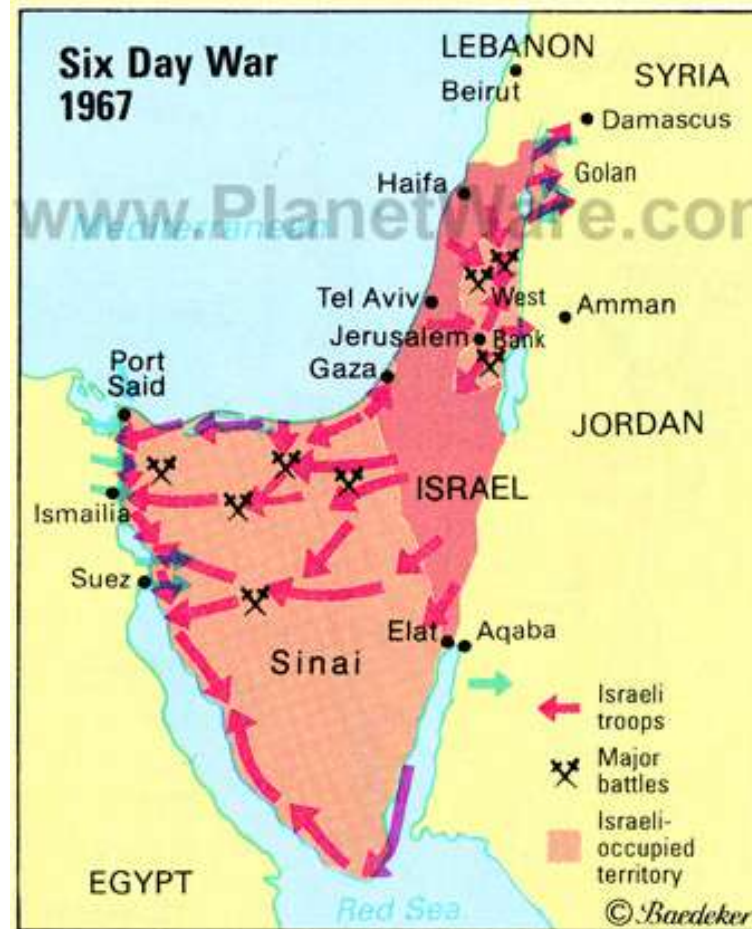 Six Day War
1967
LEBANON
Beirut
SYRIA
Damascus
Golan
Haifa
www.PlanetWare.com
Mediterranean
Tel Aviv
West
Bank
Amman
Jerusalem
Gaza
Port
Said
JORDAN
ISRAEL
Ismailia
Suez
Elat
Aqaba
Sinai
Israeli
troops
Major
battles
Israeli-
occupied
territory
EGYPT
Red Sea
© Baedeker